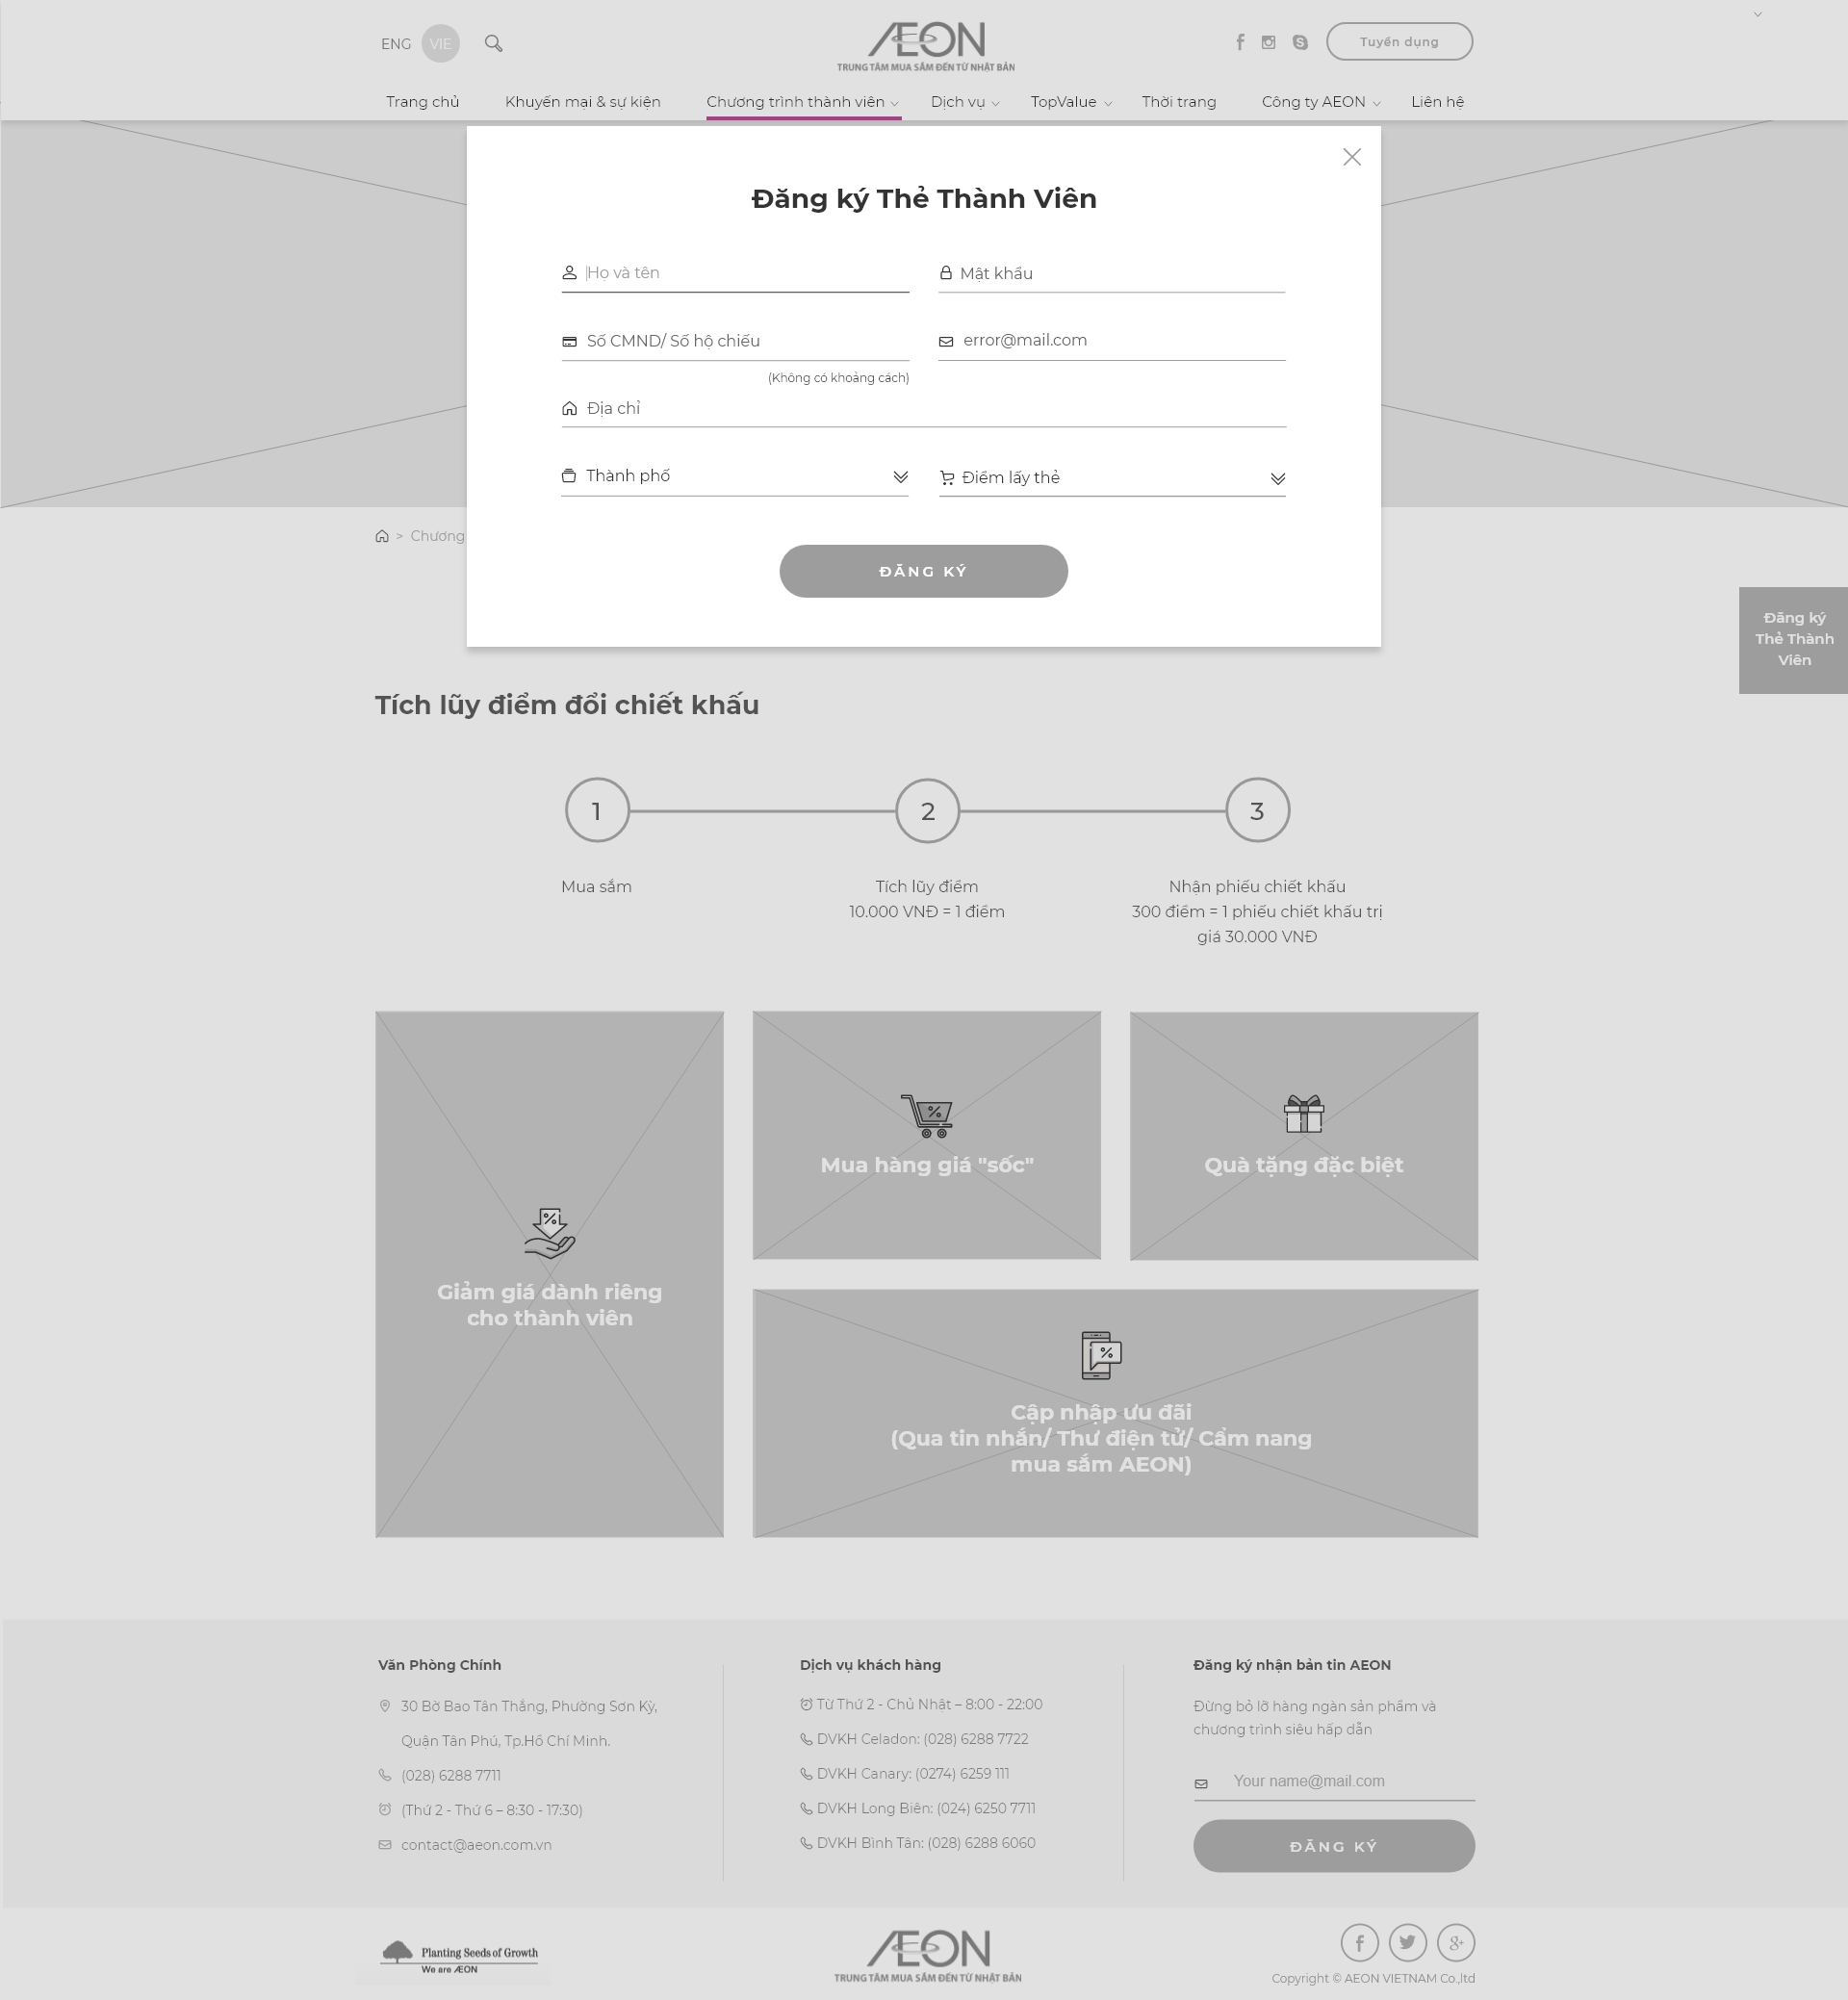 ENG
VIE
ÆON
TRUNG TÂM MUA SẮM ĐẾN TỪ NHẬT BẢN
Tuyển dụng
Trang chủ
Khuyến mại & sự kiện
Chương trình thành viên
Dịch vụ
TopValue
Thời trang
Công ty AEON
Liên hệ
Đăng ký Thẻ Thành Viên
Họ và tên
Mật khẩu
Số CMND/ Số hộ chiếu
error@mail.com
(Không có khoảng cách)
Địa chỉ
Thành phố
Điểm lấy thẻ
ĐĂNG KÝ
> Chương
Đăng ký
Thẻ Thành
Viên
Tích lũy điểm đổi chiết khấu
1
2
3
Mua sắm
Tích lũy điểm
10.000 VNĐ = 1 điểm
Nhận phiếu chiết khấu
300 điểm = 1 phiếu chiết khấu trị
giá 30.000 VNĐ
Giảm giá dành riêng
cho thành viên
Mua hàng giá "sốc"
Quà tặng đặc biệt
Cập nhập ưu đãi
(Qua tin nhắn/ Thư điện tử/ Cẩm nang
mua sắm AEON)
Văn Phòng Chính
30 Bờ Bao Tân Thắng, Phường Sơn Kỳ,
Quận Tân Phú, Tp.Hồ Chí Minh.
(028) 6288 7711
(Thứ 2 - Thứ 6 – 8:30 - 17:30)
contact@aeon.com.vn
Dịch vụ khách hàng
Từ Thứ 2 - Chủ Nhật – 8:00 - 22:00
DVKH Celadon: (028) 6288 7722
DVKH Canary: (0274) 6259 111
DVKH Long Biên: (024) 6250 7711
DVKH Bình Tân: (028) 6288 6060
Đăng ký nhận bản tin AEON
Đừng bỏ lỡ hàng ngàn sản phẩm và
chương trình siêu hấp dẫn
Your name@mail.com
ĐĂNG KÝ
Planting Seeds of Growth
We are ÆON
ÆON
TRUNG TÂM MUA SẮM ĐẾN TỪ NHẬT BẢN
Copyright © AEON VIETNAM Co.,ltd